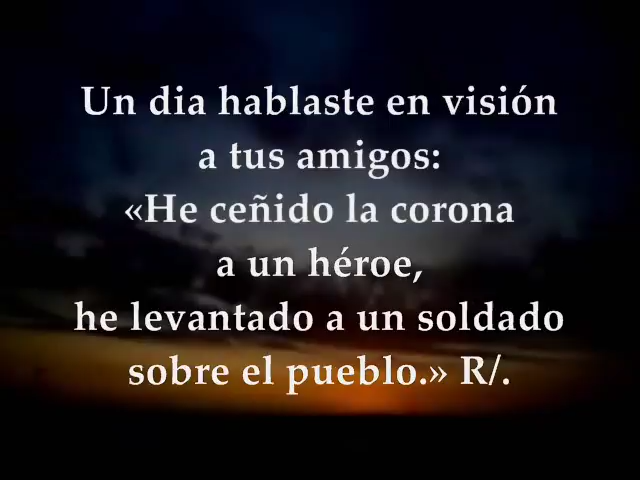 Un dia hablaste en visión
a tus amigos:
«He ceñido la corona
a un héroe,
he levantado a un soldado
sobre el pueblo.» R/.